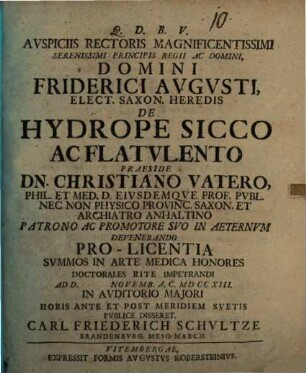 10
Q. D. B. V.
AVSPICIIS RECTORIS MAGNIFICENTISSIMI
SERENISSIMI PRINCIPIS REGII AC DOMINI,
DOMINI
FRIDERICI AVGVSTI,
ELECT. SAXON. HEREDIS
DE
HYDROPE SICCO
AC FLATVLENTO
PRAESIDE
DN. CHRISTIANO VATERO,
PHIL. ET MED. D. EIVSDEMQVE PROF. PVBL.
NEC NON PHYSICO PROVINC. SAXON. ET
ARCHIATRO ANHALTINO
PATRONO AC PROMOTORE SVO IN AETERNVM
DEVENERANDO
PRO-LICENTIA
SVMMOS IN ARTE MEDICA HONORES
DOCTORALES RITE IMPETRANDI
AD D. NOVEMB. A. C. MDCCXIII.
IN AVDITORIO MAJORI
HORIS ANTE ET POST MERIDIEM SVETIS
PVBLICE DISSERET.
CARL FRIEDERICH SCHVLTZE
BRANDENBVRG. MESO-MARCH.
VITEMBERGAE,
EXPRESSIT FORMIS AVGVSTVS KOBERSTEINIVS.